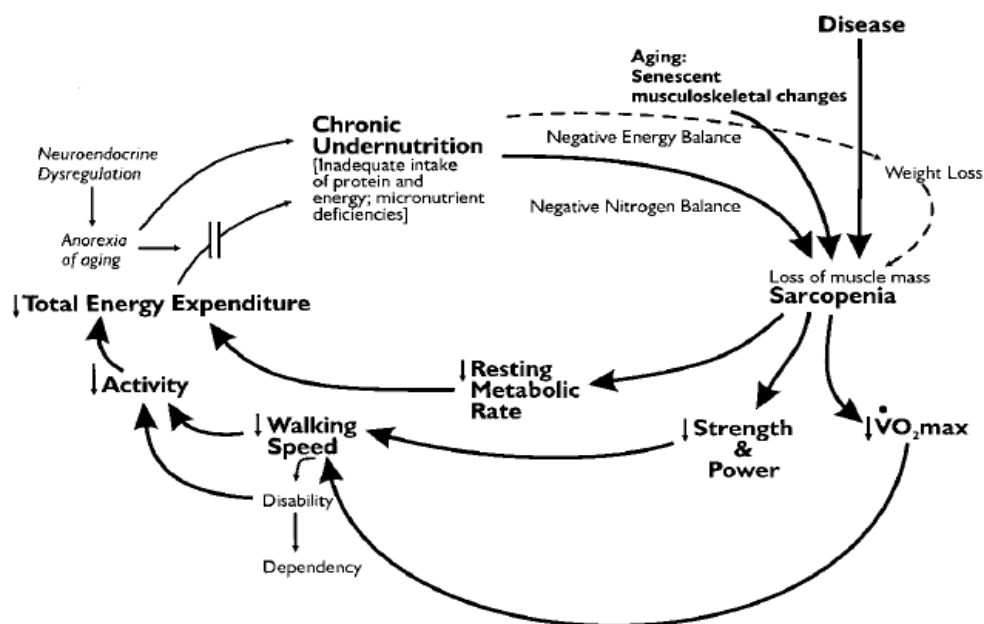 Disease
Aging:
Senescent
musculoskeletal changes
Chronic
Undernutrition
[Inadequate intake
of protein and
energy; micronutrient
deficiencies]
Negative Energy Balance
Neuroendocrine
Dysregulation
Weight Loss
Negative Nitrogen Balance
Anorexia
of aging
Loss of muscle mass
Sarcopenia
↓Total Energy Expenditure
↓Resting
Metabolic
Rate
↓Activity
↓Walking
Speed
↓Strength
&
Power
↓V̇O₂max
Disability
Dependency